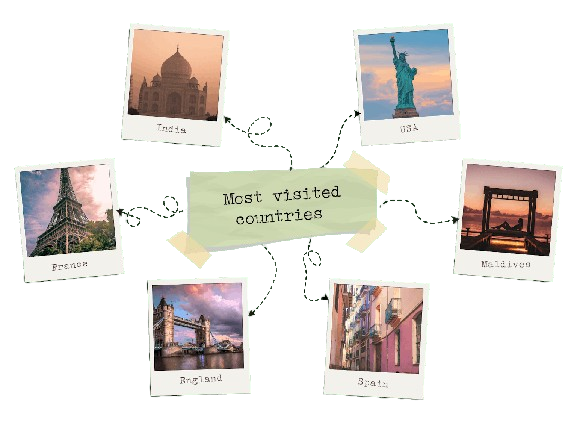 India
USA
Most visited
countries
France
Maldives
England
Spain